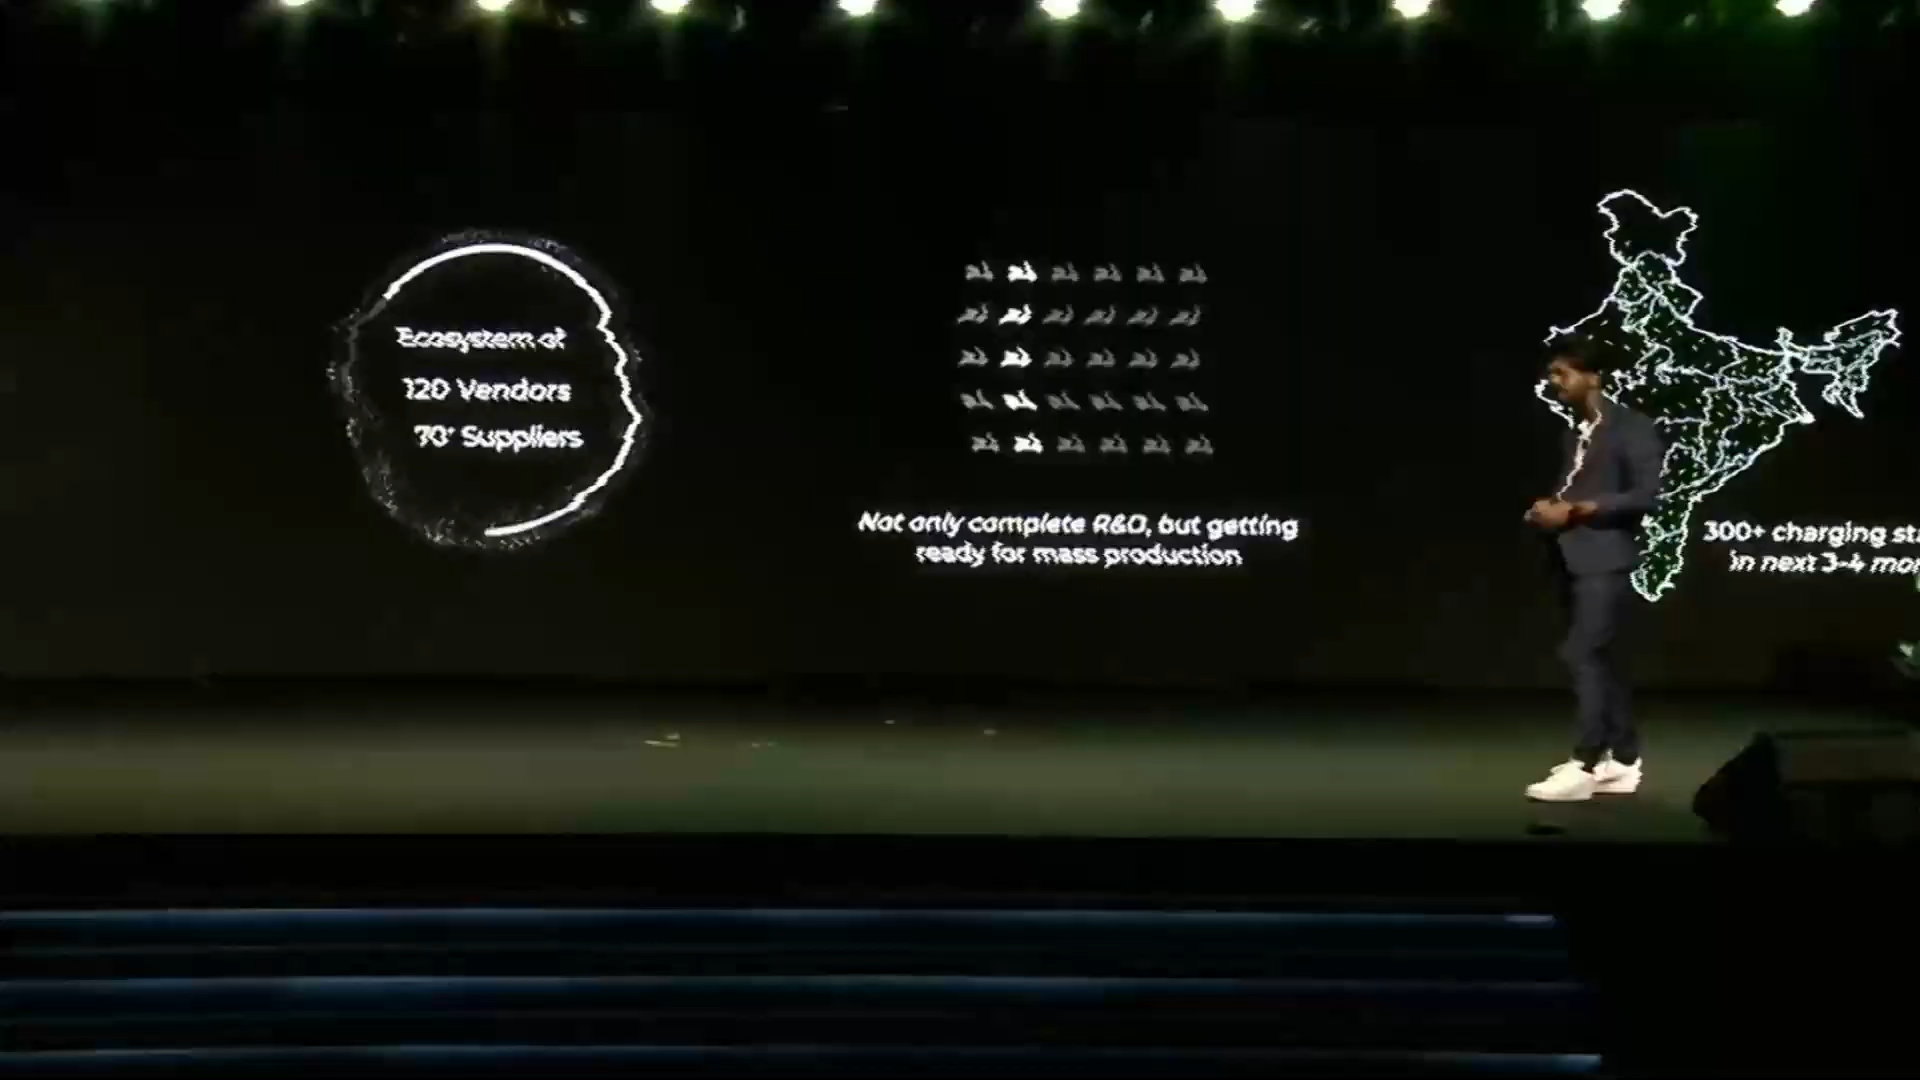 Ecosystem of
120 Vendors
70+ Suppliers
Not only complete R&D, but getting
ready for mass production
300+ charging
in next 3-4